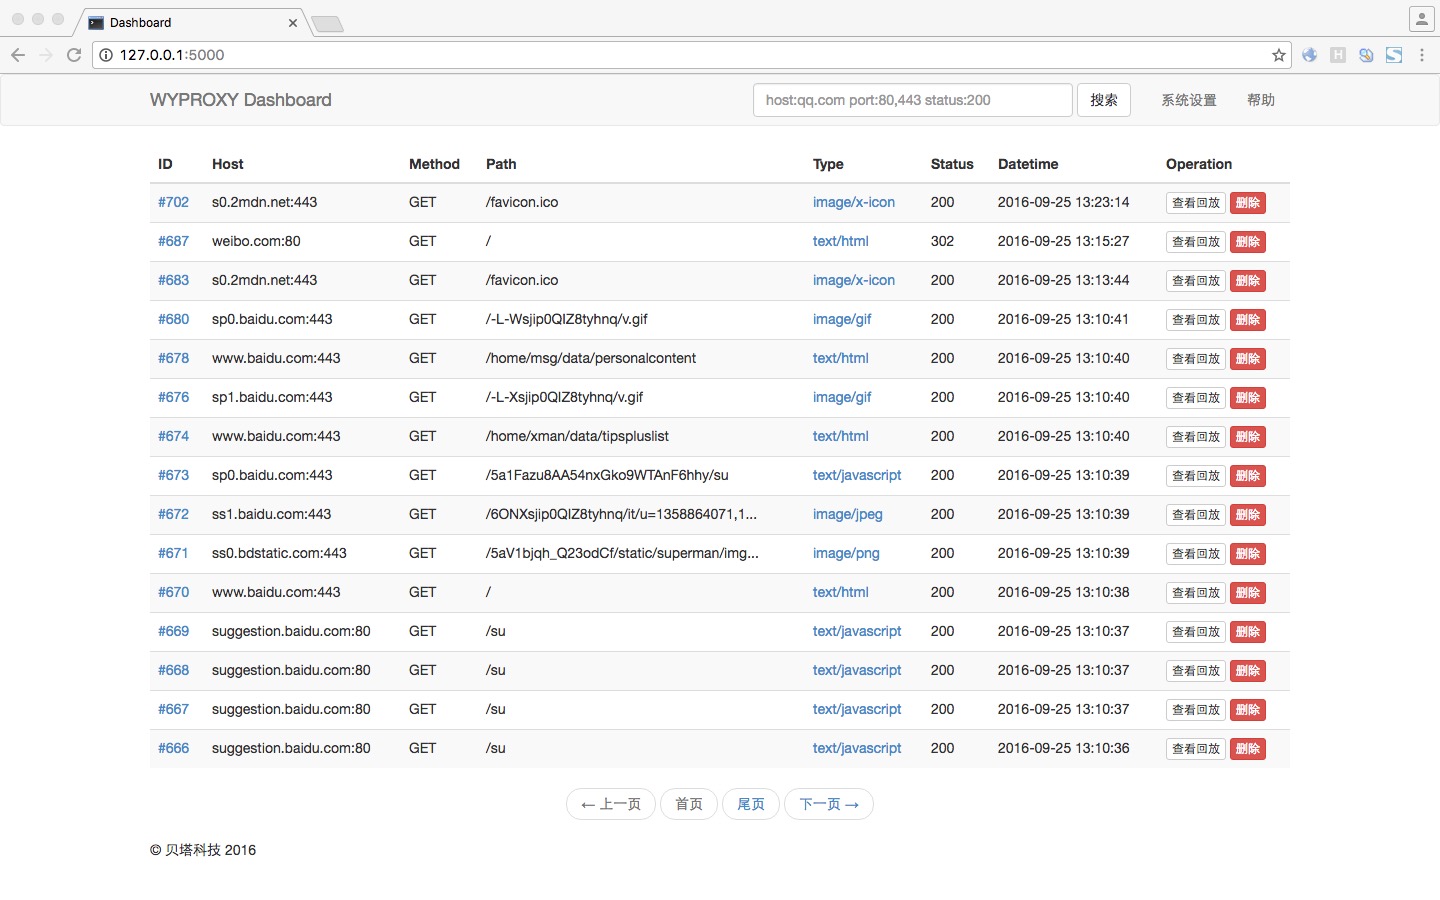 Dashboard
127.0.0.1:5000
WYPROXY Dashboard host:qq.com port:80,443 status:200 搜索 系统设置 帮助
ID Host Method Path Type Status Datetime Operation
#702 s0.2mdn.net:443 GET /favicon.ico image/x-icon 200 2016-09-25 13:23:14 查看回放 删除
#687 weibo.com:80 GET / text/html 302 2016-09-25 13:15:27 查看回放 删除
#683 s0.2mdn.net:443 GET /favicon.ico image/x-icon 200 2016-09-25 13:13:44 查看回放 删除
#680 sp0.baidu.com:443 GET /-L-Wsjip0QIZ8tyhnq/v.gif image/gif 200 2016-09-25 13:10:41 查看回放 删除
#678 www.baidu.com:443 GET /home/msg/data/personalcontent text/html 200 2016-09-25 13:10:40 查看回放 删除
#676 sp1.baidu.com:443 GET /-L-Xsjip0QIZ8tyhnq/v.gif image/gif 200 2016-09-25 13:10:40 查看回放 删除
#674 www.baidu.com:443 GET /home/xman/data/tipspluslist text/html 200 2016-09-25 13:10:40 查看回放 删除
#673 sp0.baidu.com:443 GET /5a1Fazu8AA54nxGko9WTAnF6hhy/su text/javascript 200 2016-09-25 13:10:39 查看回放 删除
#672 ss1.baidu.com:443 GET /6ONXsjip0QIZ8tyhnq/it/u=1358864071,1... image/jpeg 200 2016-09-25 13:10:39 查看回放 删除
#671 ss0.bdstatic.com:443 GET /5aV1bjqh_Q23odCf/static/superman/img... image/png 200 2016-09-25 13:10:39 查看回放 删除
#670 www.baidu.com:443 GET / text/html 200 2016-09-25 13:10:38 查看回放 删除
#669 suggestion.baidu.com:80 GET /su text/javascript 200 2016-09-25 13:10:37 查看回放 删除
#668 suggestion.baidu.com:80 GET /su text/javascript 200 2016-09-25 13:10:37 查看回放 删除
#667 suggestion.baidu.com:80 GET /su text/javascript 200 2016-09-25 13:10:37 查看回放 删除
#666 suggestion.baidu.com:80 GET /su text/javascript 200 2016-09-25 13:10:36 查看回放 删除
← 上一页 首页 尾页 下一页 →
© 贝塔科技 2016